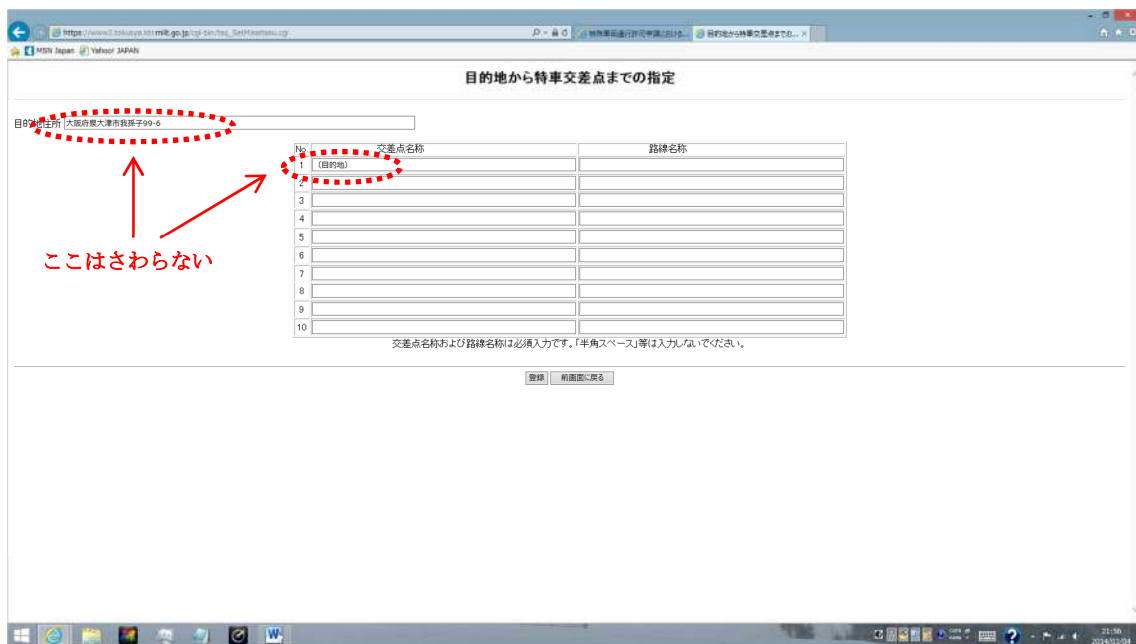 MSN Japan Yahoo! JAPAN
目的地から特車交差点までの指定
目的地住所 大阪府泉大津市我孫子99-6
No. 交差点名称 路線名称
1 （目的地）
2
3
4
5
6
7
8
9
10
ここはさわらない
交差点名称および路線名称は必須入力です。「半角スペース」等は入力しないでください。
登録 前画面に戻る
21:56
2014/02/04